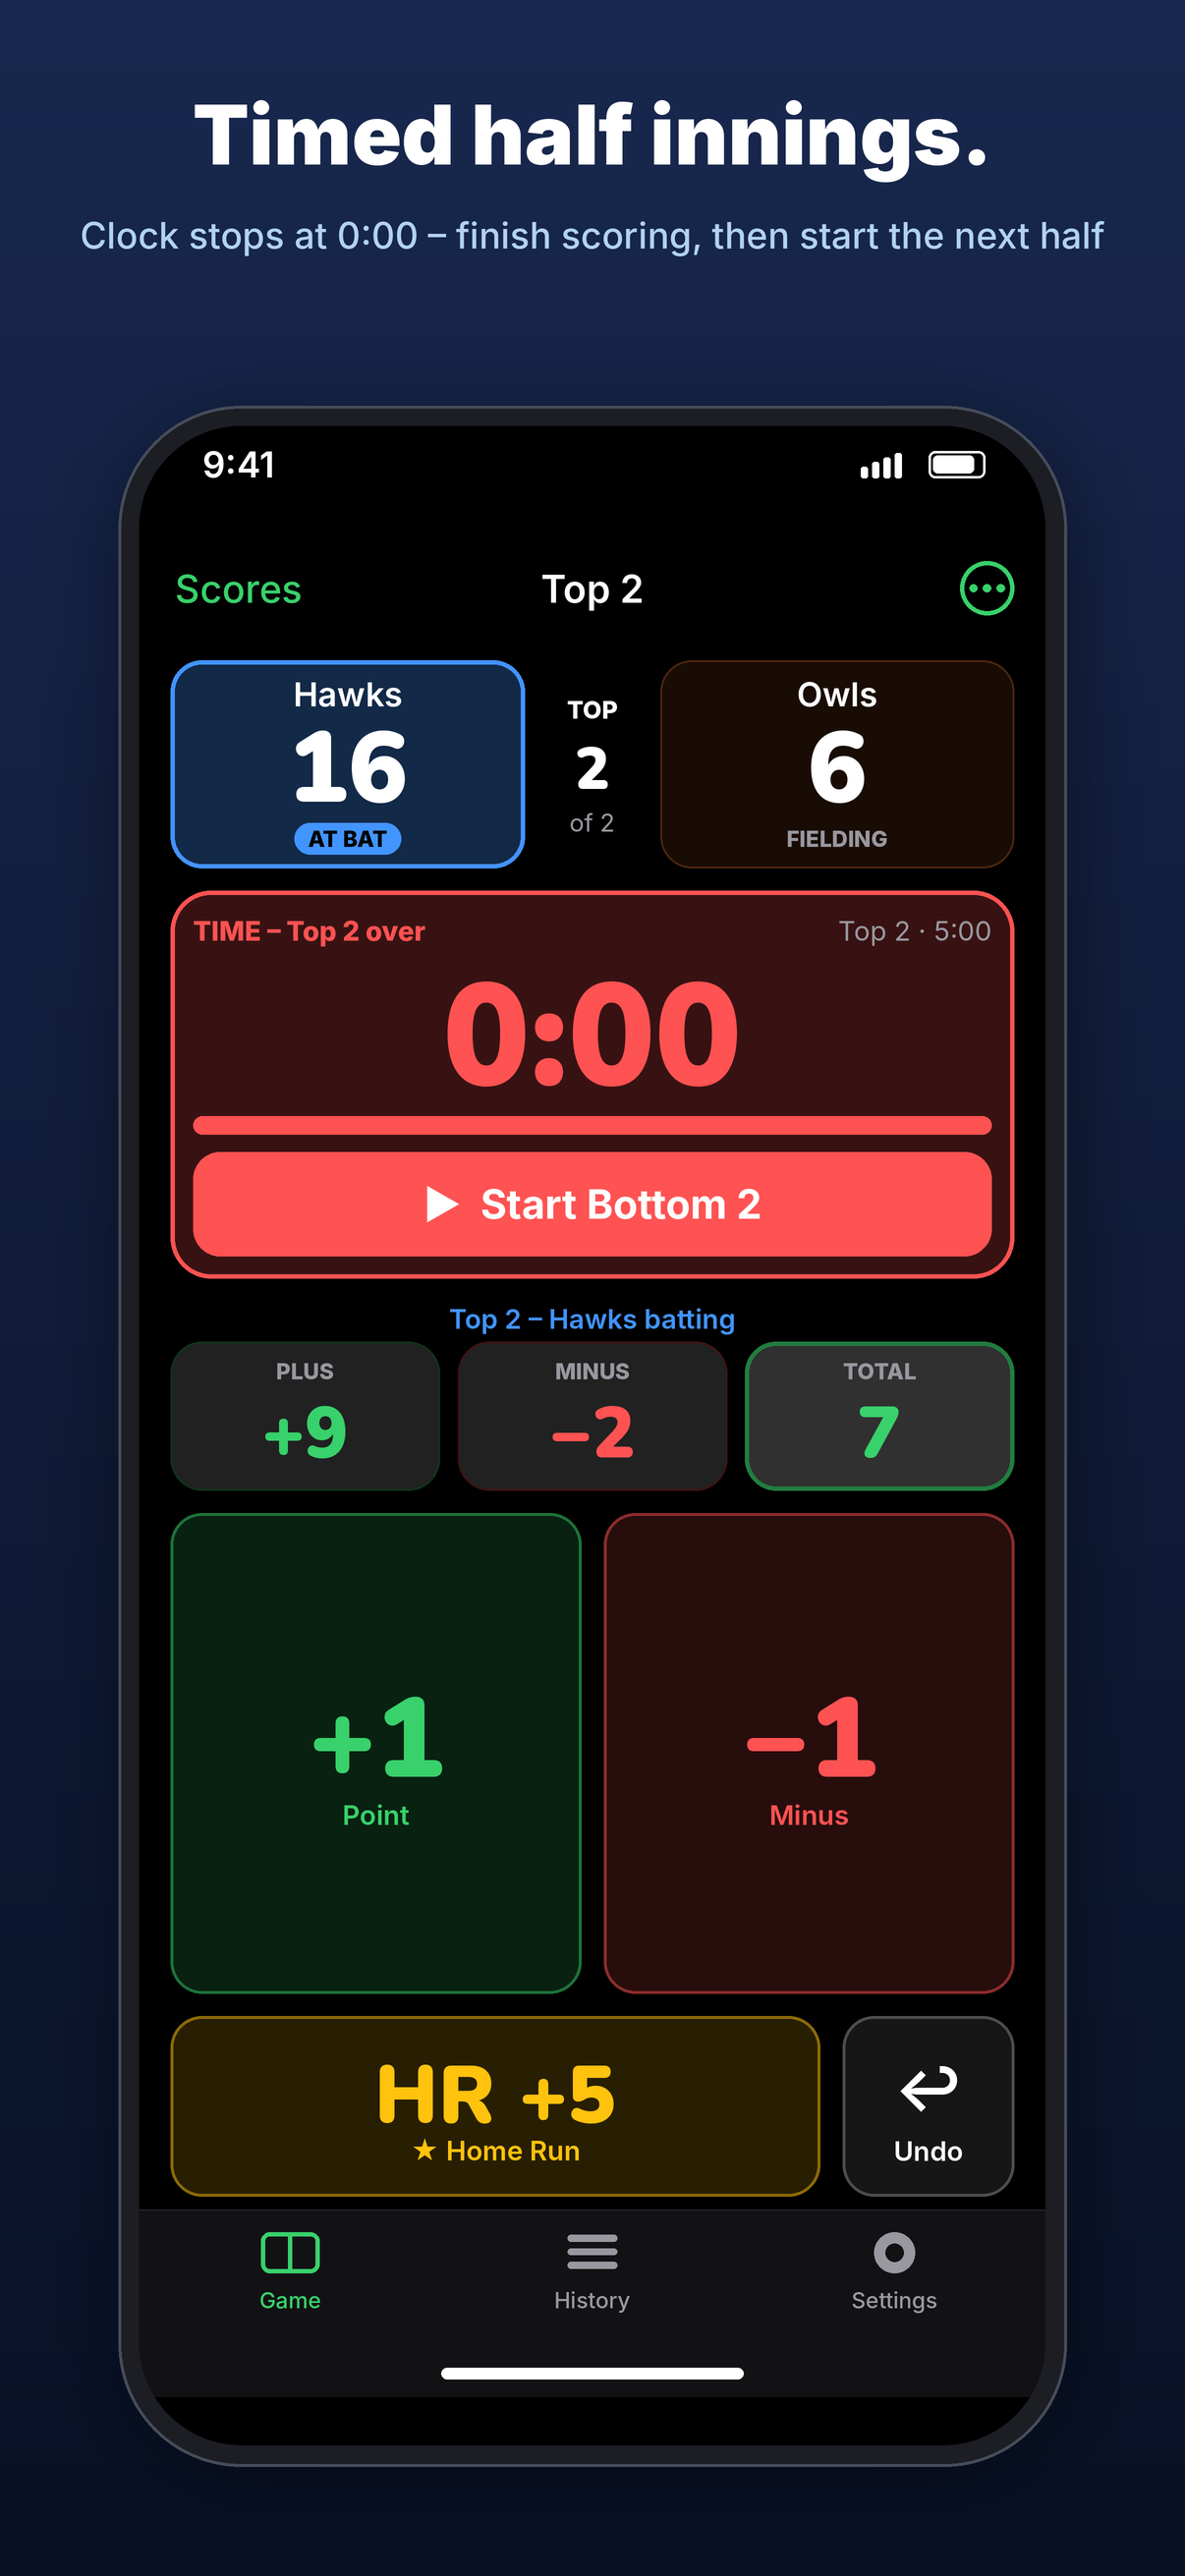 Timed half innings.
Clock stops at 0:00 – finish scoring, then start the next half
9:41
Scores
Top 2
Hawks
16
AT BAT
TOP
2
of 2
Owls
6
FIELDING
TIME – Top 2 over
Top 2 · 5:00
0:00
Start Bottom 2
Top 2 – Hawks batting
PLUS
+9
MINUS
−2
TOTAL
7
+1
Point
−1
Minus
HR +5
★ Home Run
Undo
Game
History
Settings